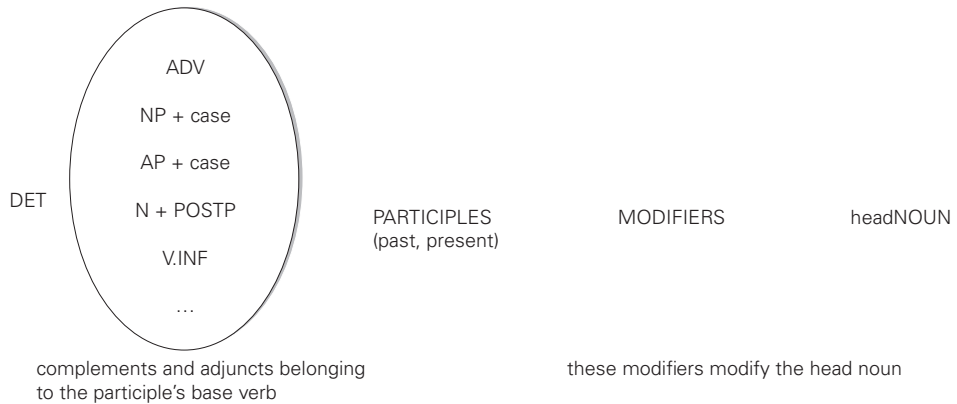 ADV
NP + case
AP + case
DET
N + POSTP
PARTICIPLES
(past, present)
MODIFIERS
headNOUN
V.INF
…
complements and adjuncts belonging
to the participle's base verb
these modifiers modify the head noun